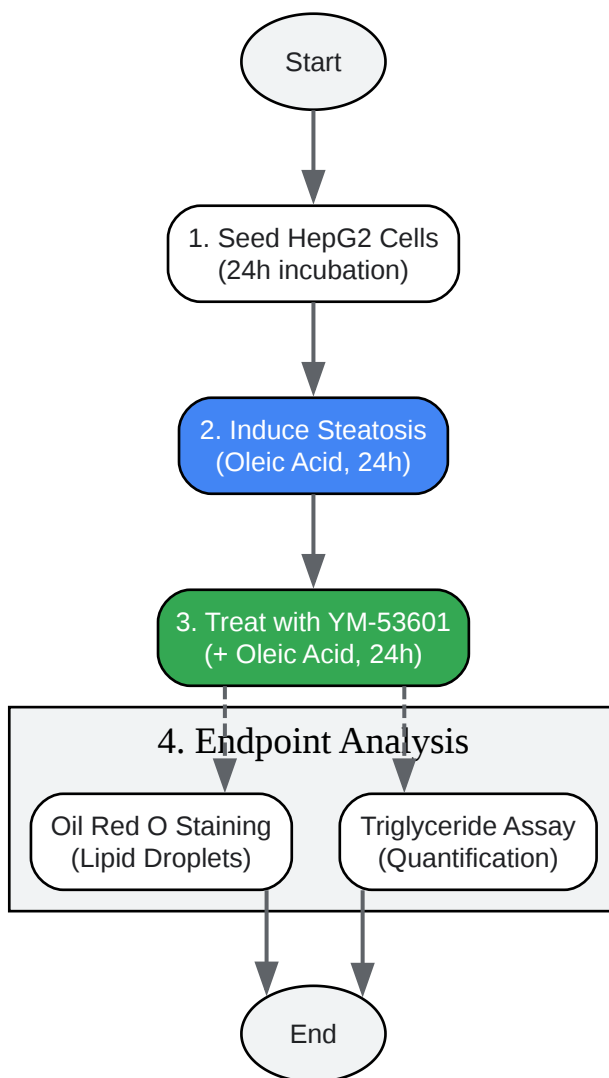 Start
1. Seed HepG2 Cells
(24h incubation)
2. Induce Steatosis
(Oleic Acid, 24h)
3. Treat with YM-53601
(+ Oleic Acid, 24h)
4. Endpoint Analysis
Oil Red O Staining
(Lipid Droplets)
Triglyceride Assay
(Quantification)
End